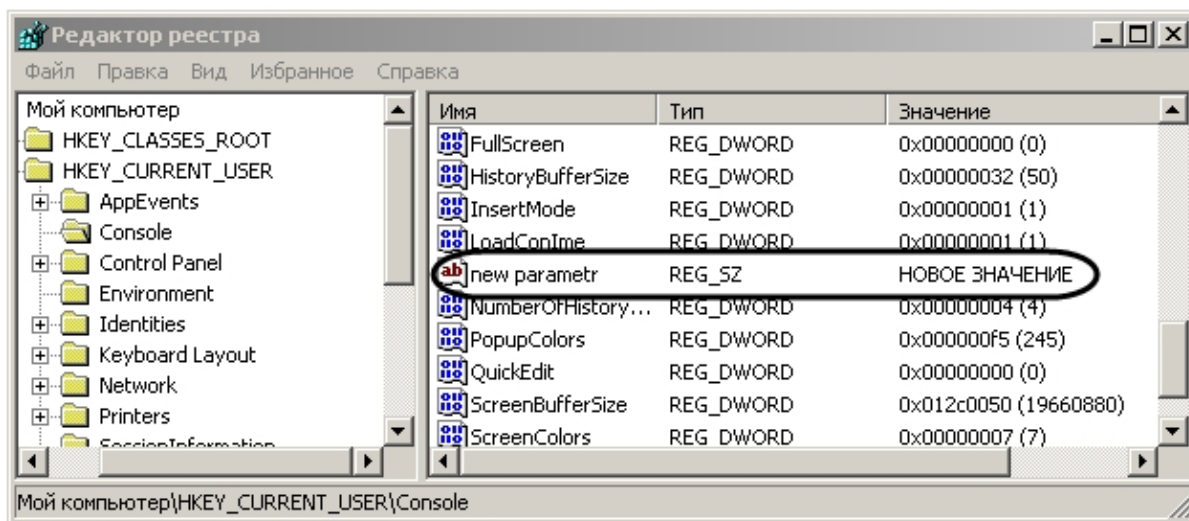 Редактор реестра
Файл Правка Вид Избранное Справка
Мой компьютер
HKEY_CLASSES_ROOT
HKEY_CURRENT_USER
AppEvents
Console
Control Panel
Environment
Identities
Keyboard Layout
Network
Printers
SessionInformation
Имя Тип Значение
FullScreen REG_DWORD 0x00000000 (0)
HistoryBufferSize REG_DWORD 0x00000032 (50)
InsertMode REG_DWORD 0x00000001 (1)
LoadConIme REG_DWORD 0x00000001 (1)
new parametr REG_SZ НОВОЕ ЗНАЧЕНИЕ
NumberOfHistory... REG_DWORD 0x00000004 (4)
PopupColors REG_DWORD 0x000000f5 (245)
QuickEdit REG_DWORD 0x00000000 (0)
ScreenBufferSize REG_DWORD 0x012c0050 (19660880)
ScreenColors REG_DWORD 0x00000007 (7)
Мой компьютер\HKEY_CURRENT_USER\Console